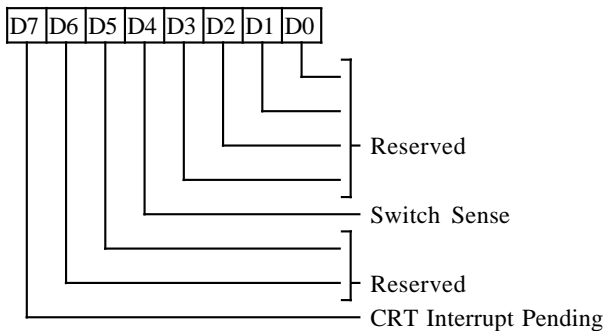 D7 D6 D5 D4 D3 D2 D1 D0
Reserved
Switch Sense
Reserved
CRT Interrupt Pending